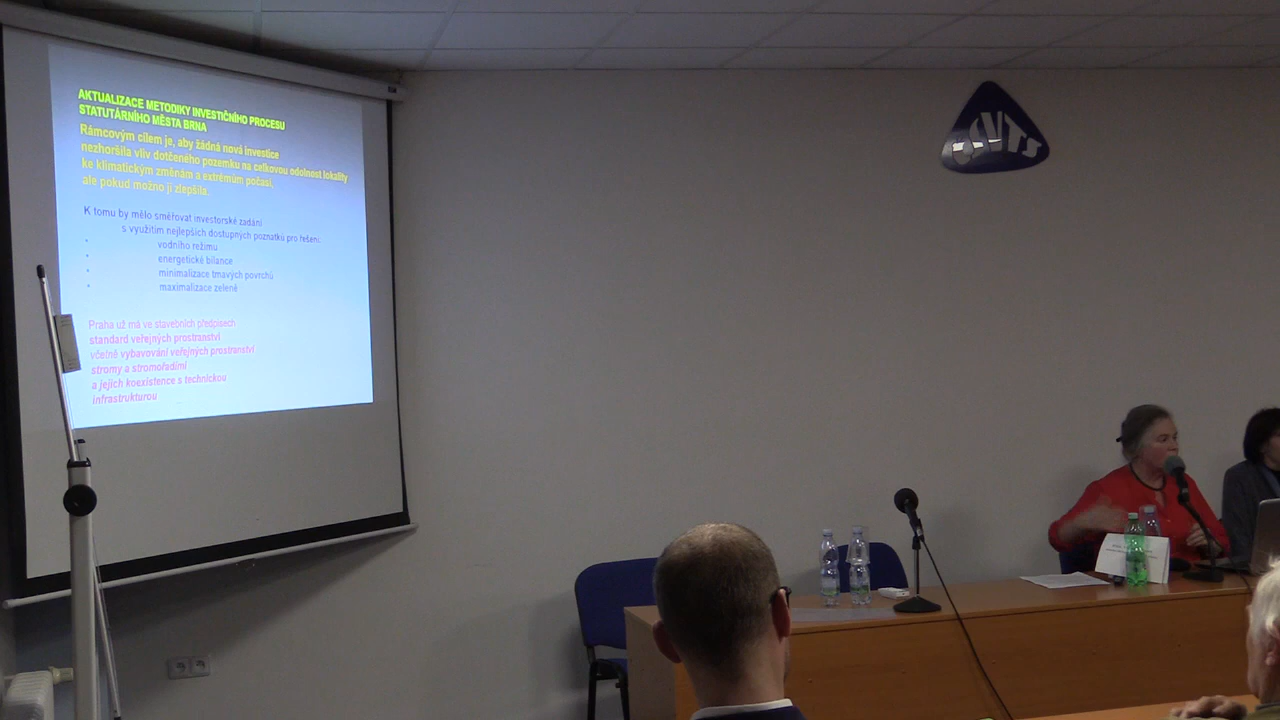 AKTUALIZACE METODIKY INVESTIČNÍHO PROCESU
STATUTÁRNÍHO MĚSTA BRNA
Rámcovým cílem je, aby žádná nová investice
nezhoršila vliv dotčeného pozemku na celkovou odolnost lokality
ke klimatickým změnám a extrémům počasí,
ale pokud možno ji zlepšila.
K tomu by mělo směřovat investorské zadání
s využitím nejlepších dostupných poznatků pro řešení:
• vodního režimu
• energetické bilance
• minimalizace tmavých povrchů
• maximalizace zeleně
Praha už má ve stavebních předpisech
standard veřejných prostranství
včetně vybavování veřejných prostranství
stromy a stromořadími
a jejich koexistence s technickou
infrastrukturou
ČSVTS